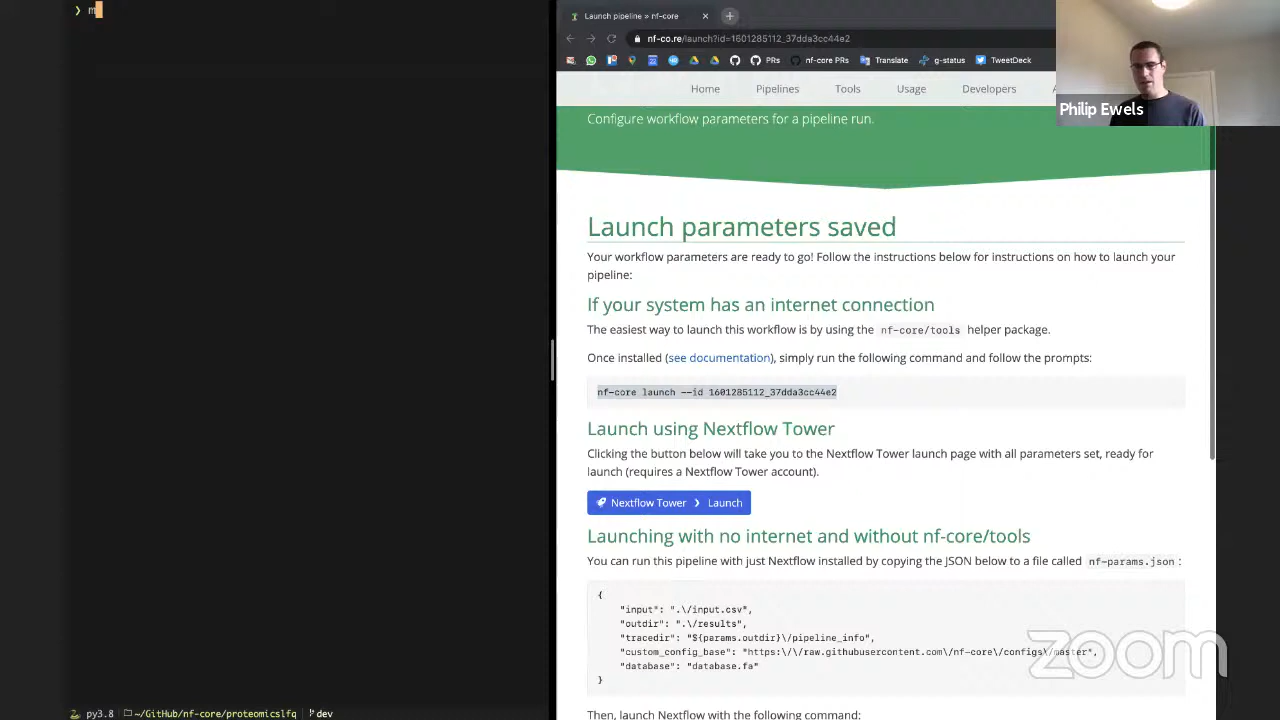 ❯ m
Launch pipeline » nf-core
nf-co.re/launch?id=1601285112_37dda3cc44e2
PRs
nf-core PRs
Translate
g-status
TweetDeck
Home
Pipelines
Tools
Usage
Developers
A
Philip Ewels
Configure workflow parameters for a pipeline run.
Launch parameters saved
Your workflow parameters are ready to go! Follow the instructions below for instructions on how to launch your
pipeline:
If your system has an internet connection
The easiest way to launch this workflow is by using the nf-core/tools helper package.
Once installed (see documentation), simply run the following command and follow the prompts:
nf-core launch --id 1601285112_37dda3cc44e2
Launch using Nextflow Tower
Clicking the button below will take you to the Nextflow Tower launch page with all parameters set, ready for
launch (requires a Nextflow Tower account).
Nextflow Tower ❯ Launch
Launching with no internet and without nf-core/tools
You can run this pipeline with just Nextflow installed by copying the JSON below to a file called nf-params.json :
{
"input": ".\/input.csv",
"outdir": ".\/results",
"tracedir": "${params.outdir}\/pipeline_info",
"custom_config_base": "https:\/\/raw.githubusercontent.com\/nf-core\/configs\/master",
"database": "database.fa"
}
Then, launch Nextflow with the following command:
zoom
py3.8 ~/GitHub/nf-core/proteomicslfq dev